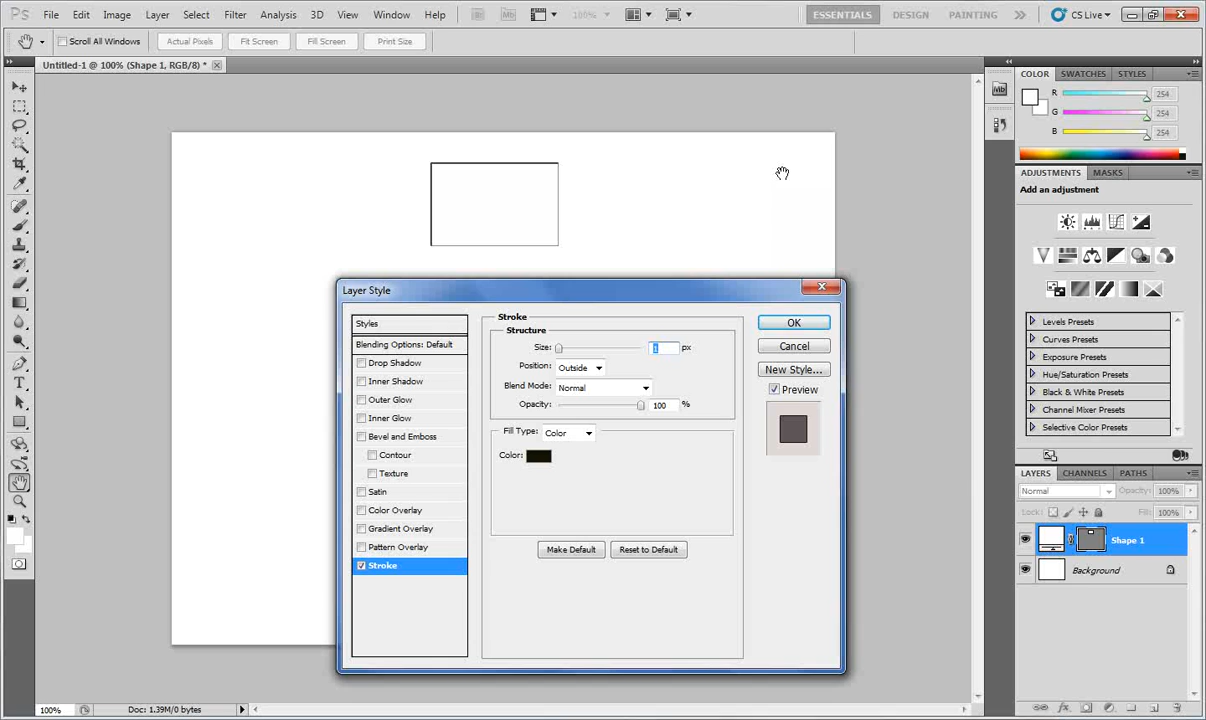 Ps File Edit Image Layer Select Filter Analysis 3D View Window Help Mb 100% ESSENTIALS DESIGN PAINTING CS Live
Scroll All Windows Actual Pixels Fit Screen Fill Screen Print Size
Untitled-1 @ 100% (Shape 1, RGB/8) *
Mb
COLOR SWATCHES STYLES
R 254
G 254
B 254
ADJUSTMENTS MASKS
Add an adjustment
Levels Presets
Curves Presets
Exposure Presets
Hue/Saturation Presets
Black & White Presets
Channel Mixer Presets
Selective Color Presets
LAYERS CHANNELS PATHS
Normal Opacity: 100%
Lock: Fill: 100%
Shape 1
Background
fx
T
Layer Style
Styles
Blending Options: Default
Drop Shadow
Inner Shadow
Outer Glow
Inner Glow
Bevel and Emboss
Contour
Texture
Satin
Color Overlay
Gradient Overlay
Pattern Overlay
Stroke
Stroke
Structure
Size: 1 px
Position: Outside
Blend Mode: Normal
Opacity: 100 %
Fill Type: Color
Color:
Make Default Reset to Default
OK
Cancel
New Style...
Preview
100% Doc: 1.39M/0 bytes